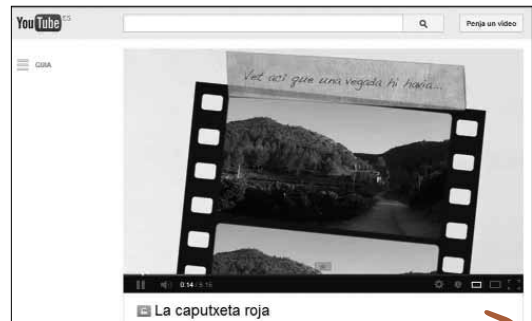 YouTube ES
Penja un vídeo
GUIA
Vet aci que una vegada hi havia...
0:14 / 5:15
La caputxeta roja